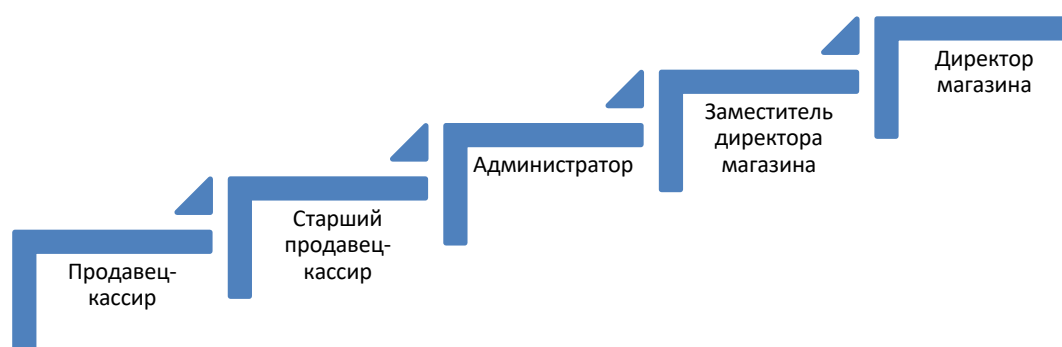 Продавец-
кассир
Старший
продавец-
кассир
Администратор
Заместитель
директора
магазина
Директор
магазина